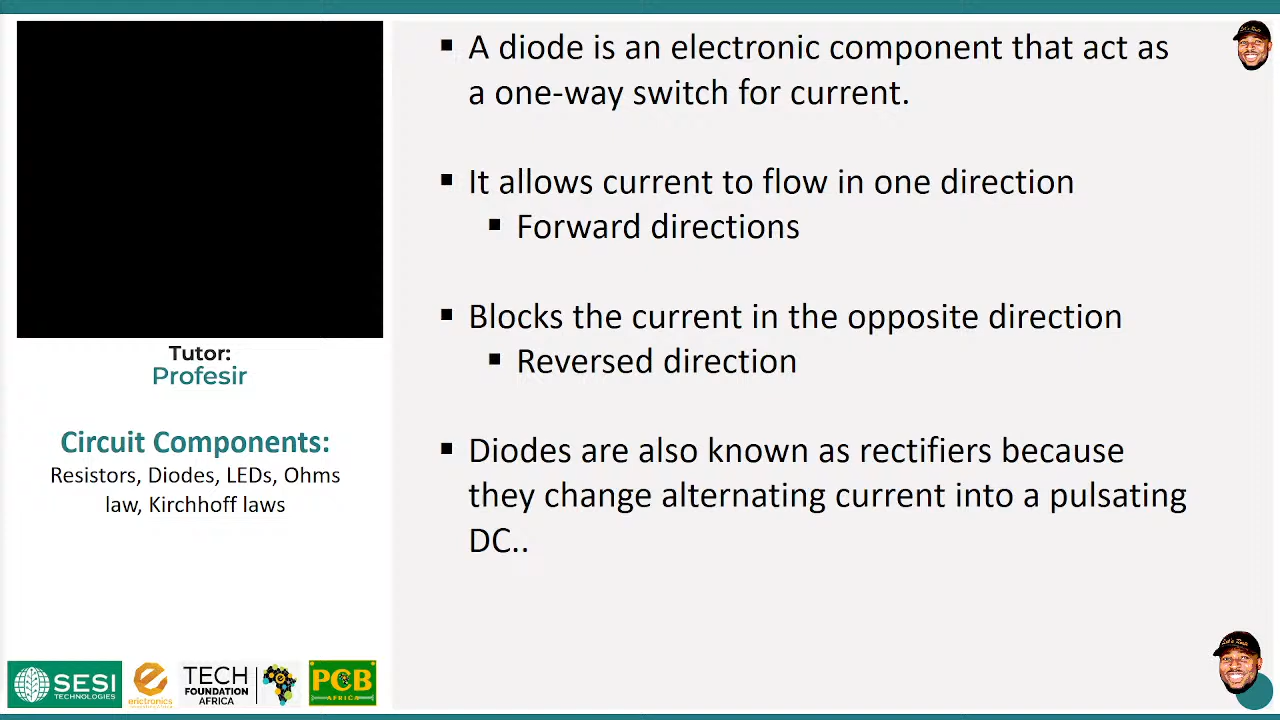 ▪ A diode is an electronic component that act as
a one-way switch for current.
▪ It allows current to flow in one direction
▪ Forward directions
▪ Blocks the current in the opposite direction
▪ Reversed direction
▪ Diodes are also known as rectifiers because
they change alternating current into a pulsating
DC..
Tutor:
Profesir
Circuit Components:
Resistors, Diodes, LEDs, Ohms
law, Kirchhoff laws
SESI
TECHNOLOGIES
erictronics
TECH
FOUNDATION
AFRICA
PCB
AFRICA